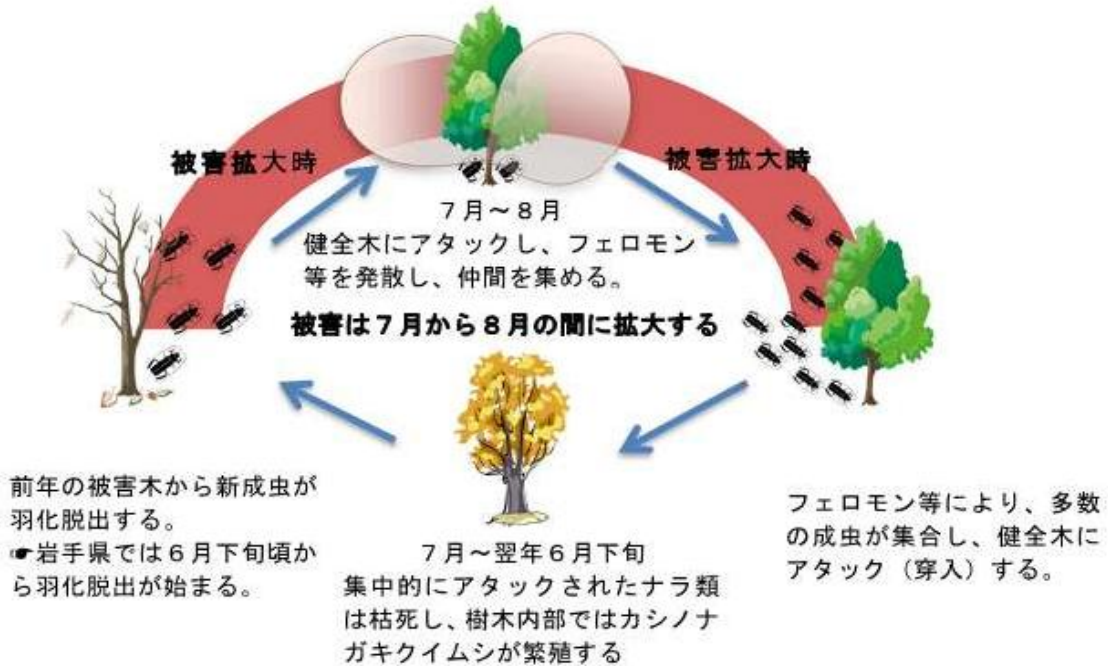 被害拡大時
被害拡大時
7月~8月
健全木にアタックし、フェロモン
等を発散し、仲間を集める。
被害は7月から8月の間に拡大する
前年の被害木から新成虫が
羽化脱出する。
☛岩手県では6月下旬頃か
ら羽化脱出が始まる。
7月~翌年6月下旬
集中的にアタックされたナラ類
は枯死し、樹木内部ではカシノナ
ガキクイムシが繁殖する
フェロモン等により、多数
の成虫が集合し、健全木に
アタック(穿入)する。